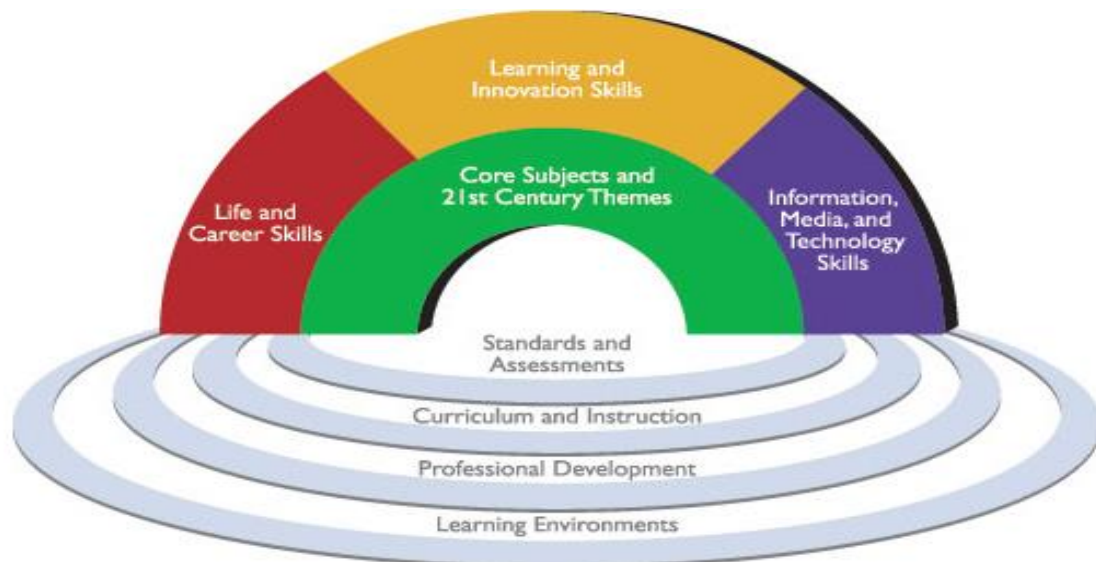 Learning and
Innovation Skills
Core Subjects and
21st Century Themes
Life and
Career Skills
Information,
Media, and
Technology
Skills
Standards and
Assessments
Curriculum and Instruction
Professional Development
Learning Environments